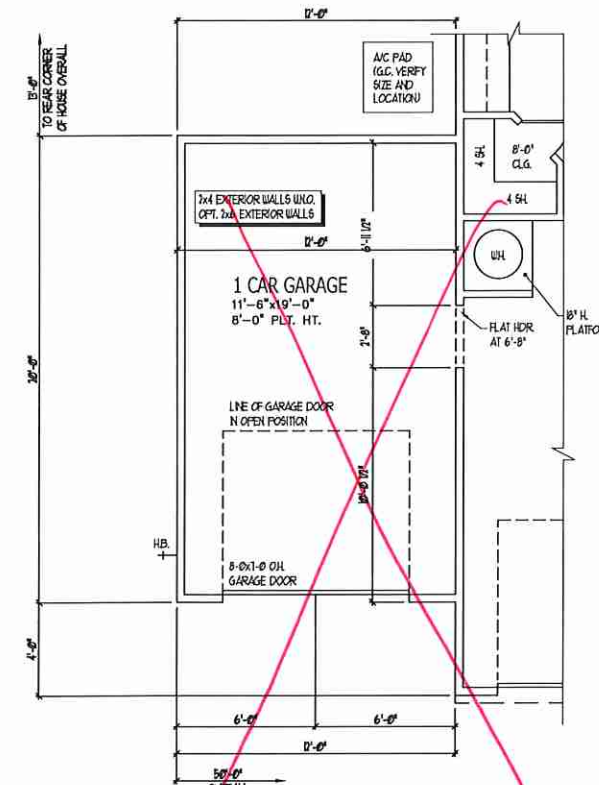 12'-0"
A/C PAD
(G.C. VERIFY
SIZE AND
LOCATION)
13'-0"
TO REAR CORNER
OF HOUSE OVERALL
4 SH.
8'-0"
CLG.
4 SH.
2x4 EXTERIOR WALLS U.N.O.
OPT. 2x6 EXTERIOR WALLS
6'-11 1/2"
12'-0"
W.H.
1 CAR GARAGE
11'-6"x19'-0"
8'-0" PLT. HT.
18" H.
PLATFO
FLAT HDR.
AT 6'-8"
2'-8"
20'-0"
LINE OF GARAGE DOOR
IN OPEN POSITION
H.B.
8-0x7-0 O.H.
GARAGE DOOR
4'-0"
6'-0"
6'-0"
12'-0"
50'-0"